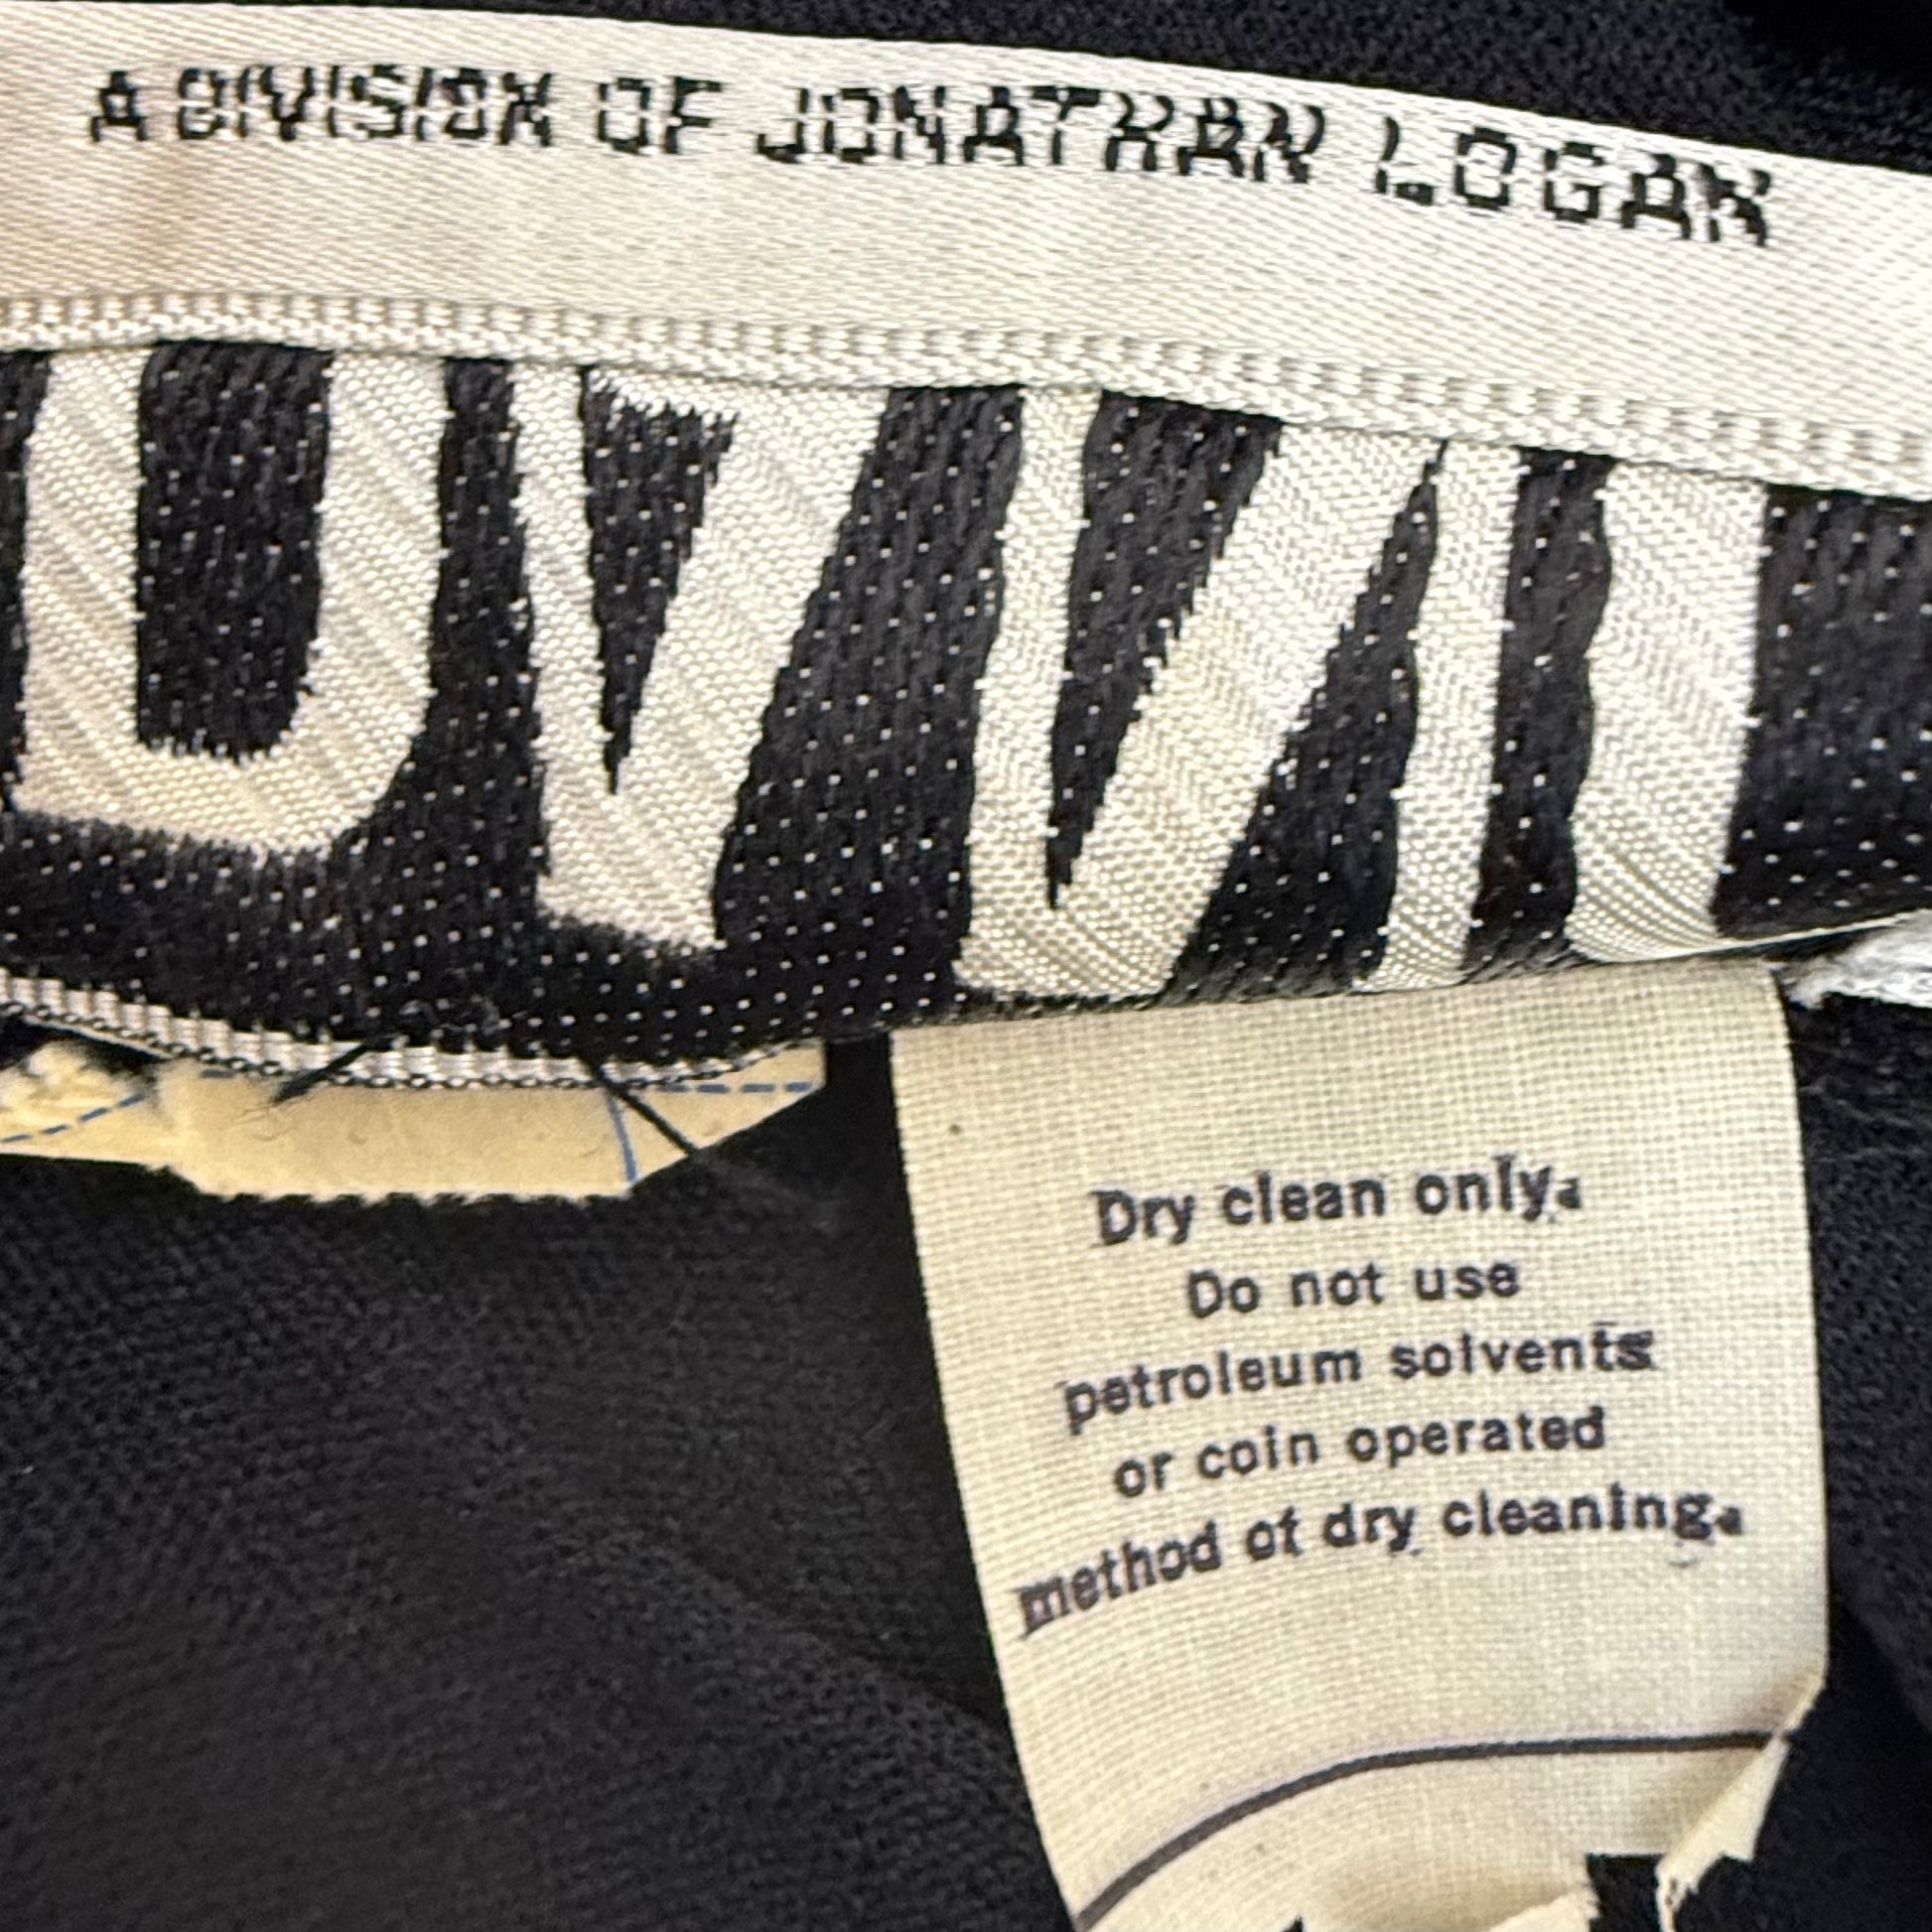 A DIVISION OF JONATHAN LOGAN
Dry clean only.
Do not use
petroleum solvents
or coin operated
method of dry cleaning.